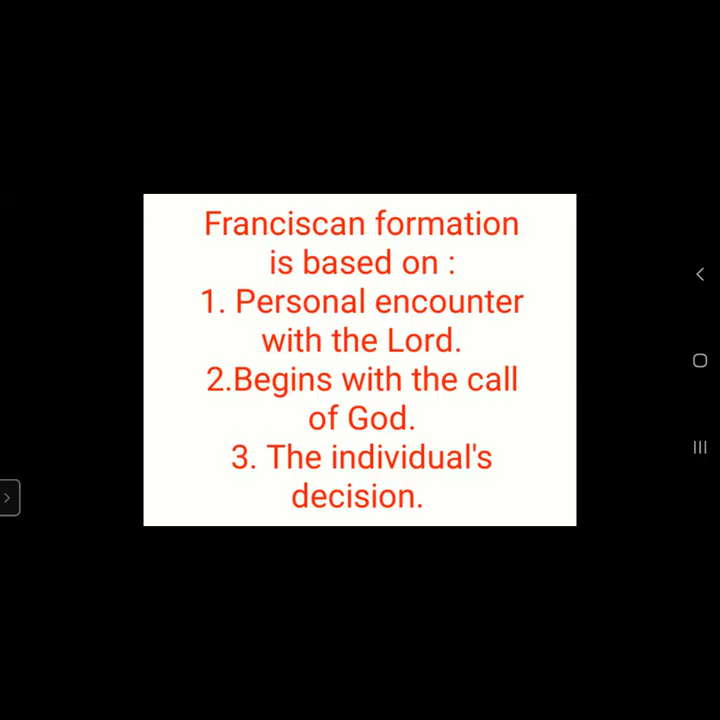 Franciscan formation
is based on :
1. Personal encounter
with the Lord.
2.Begins with the call
of God.
3. The individual's
decision.